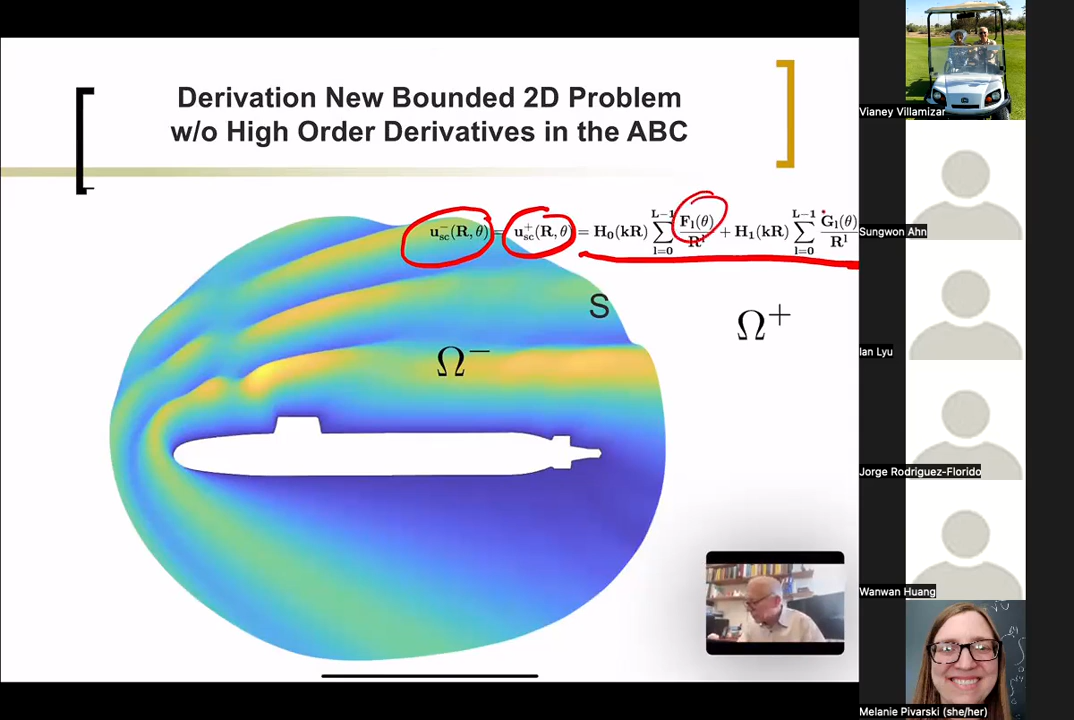 Derivation New Bounded 2D Problem
w/o High Order Derivatives in the ABC
u⁻sc(R, θ) = u⁺sc(R, θ) = H₀(kR) ∑_{l=0}^{L−1} F_l(θ)/R^l + H₁(kR) ∑_{l=0}^{L−1} G_l(θ)/R^l
S
Ω⁺
Ω⁻
Vianey Villamizar
Sungwon Ahn
Ian Lyu
Jorge Rodriguez-Florido
Wanwan Huang
Melanie Pivarski (she/her)